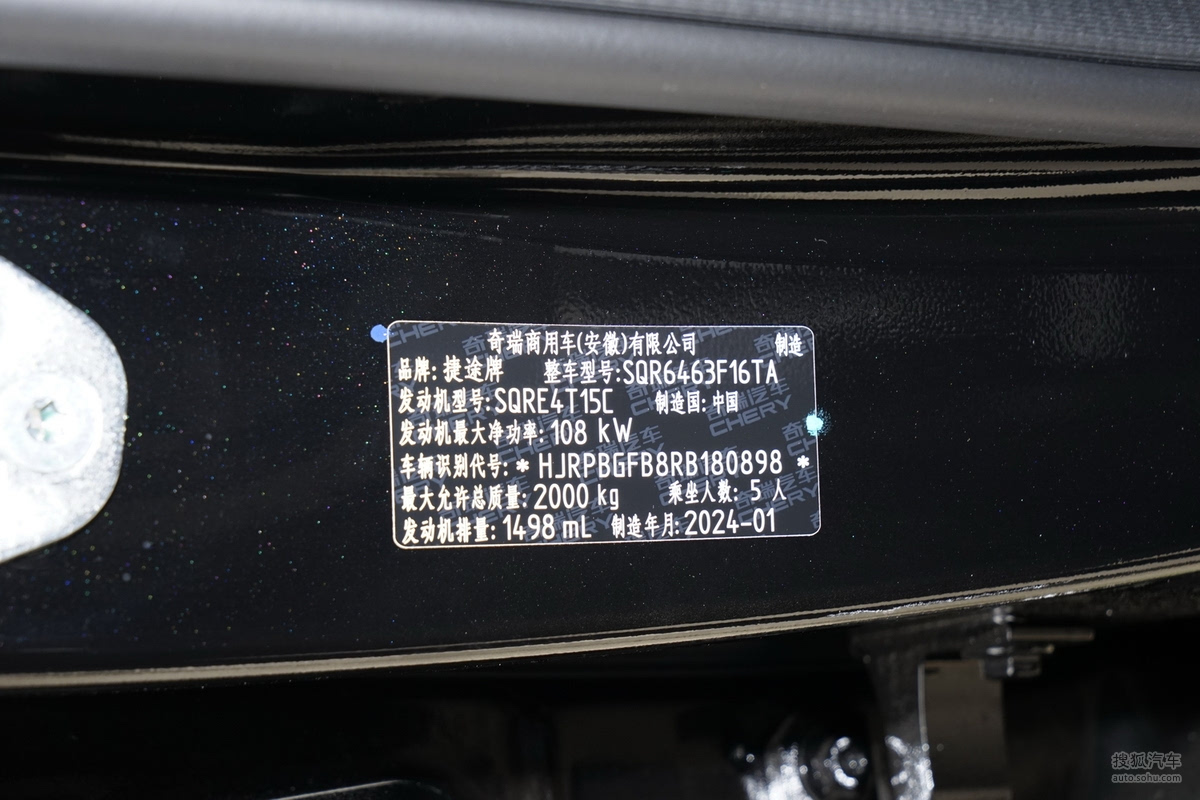 奇瑞商用车(安徽)有限公司 制造
品牌: 捷途牌 整车型号: SQR6463F16TA
发动机型号: SQRE4T15C 制造国: 中国
发动机最大净功率: 108 kW
车辆识别代号: * HJRPBGFB8RB180898 *
最大允许总质量: 2000 kg 乘坐人数: 5 人
发动机排量: 1498 mL 制造年月: 2024-01
搜狐汽车
auto.sohu.com